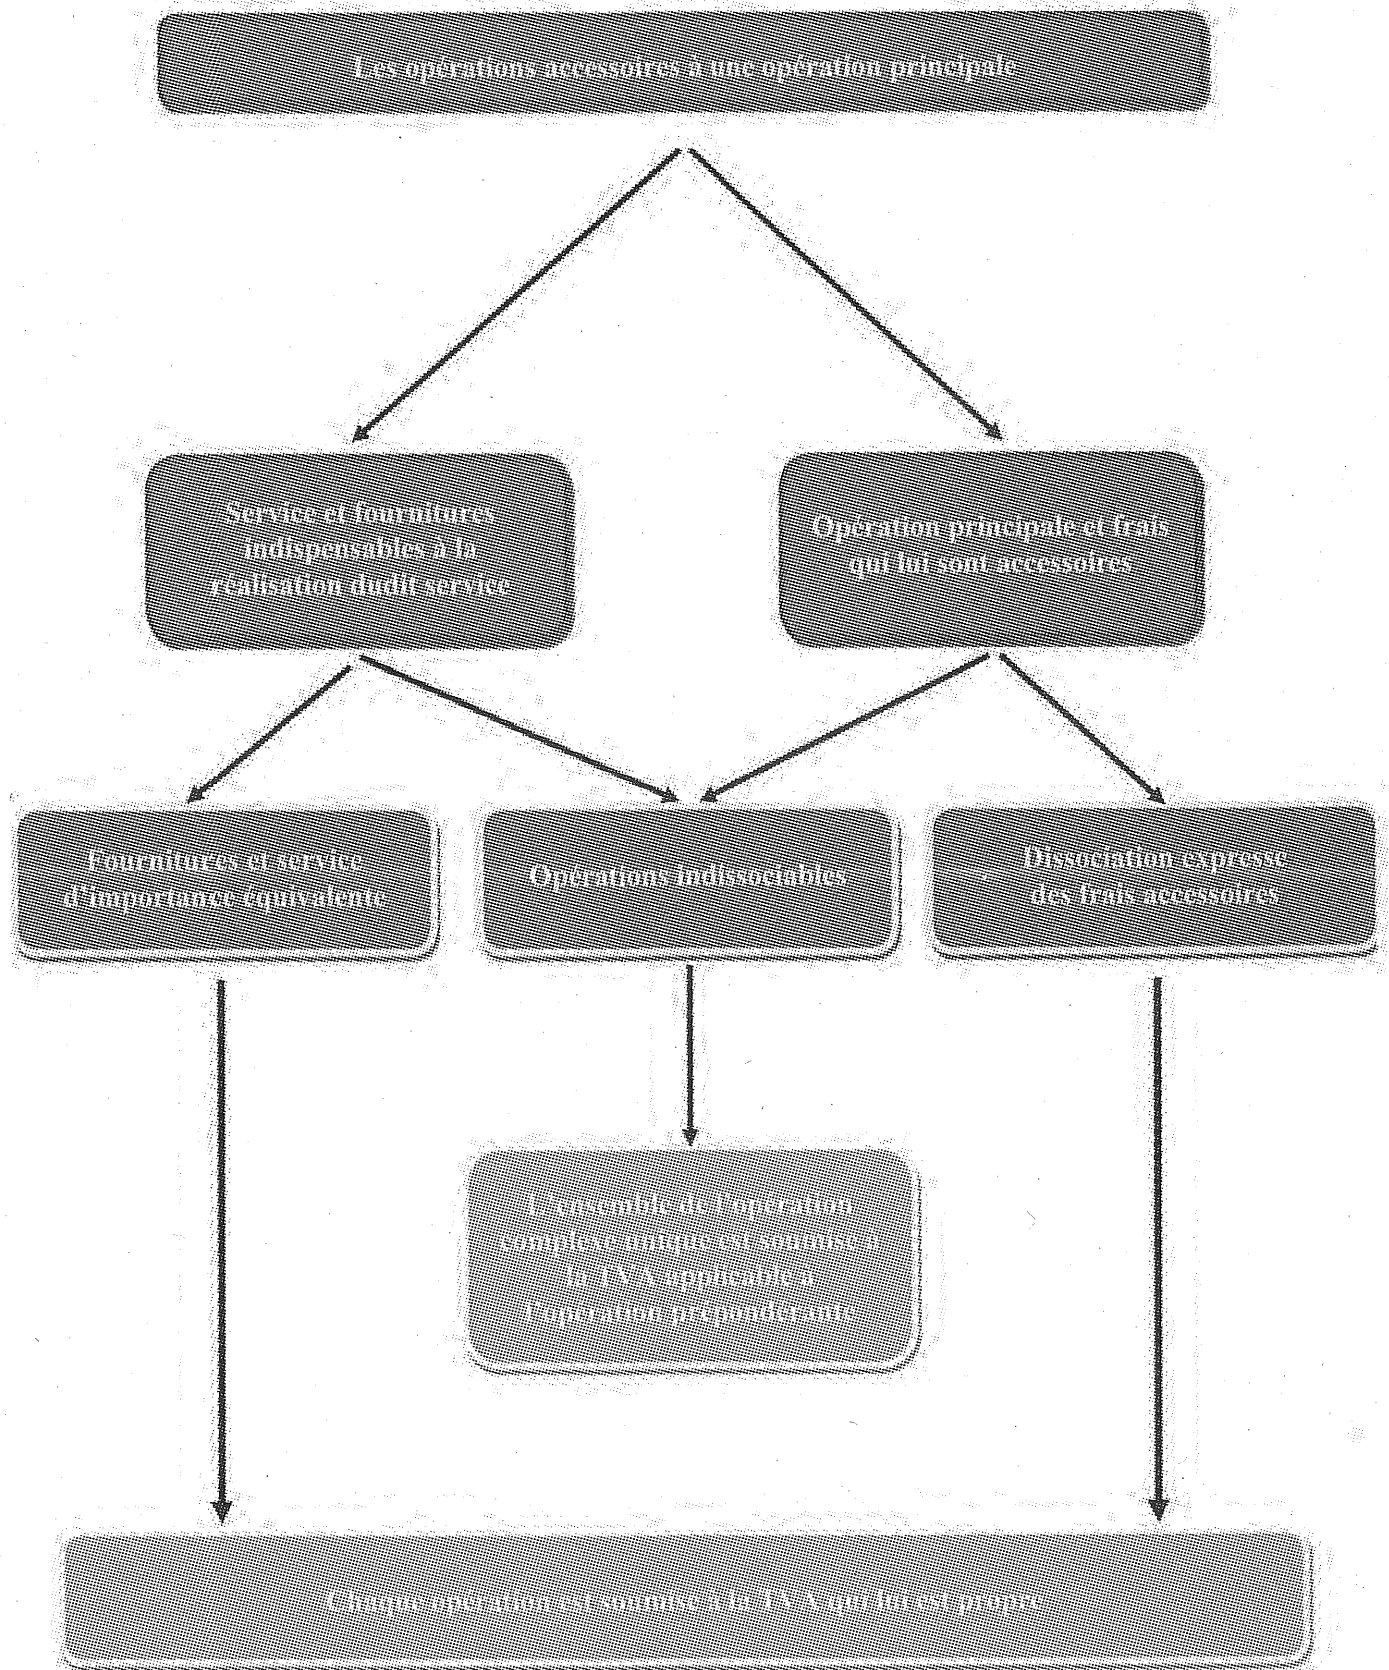 Les opérations accessoires à une opération principale
Service et fournitures
indispensables à la
réalisation dudit service
Opération principale et frais
qui lui sont accessoires
Fournitures et service
d'importance équivalente
Opérations indissociables
Dissociation expresse
des frais accessoires
L'ensemble de l'opération
complexe unique est soumise
la TVA applicable à
l'opération prépondérante
Chaque opération est soumise à la TVA qui lui est propre